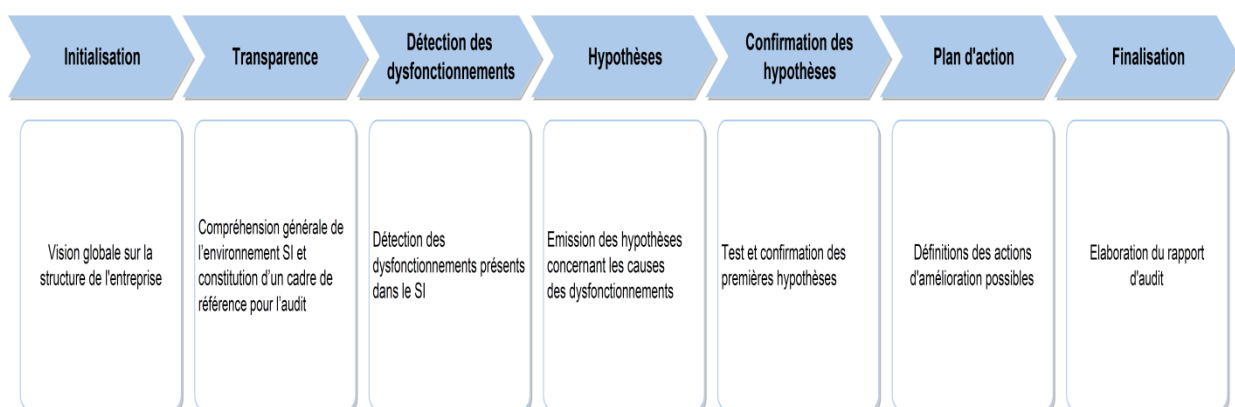 Initialisation
Transparence
Détection des
dysfonctionnements
Hypothèses
Confirmation des
hypothèses
Plan d'action
Finalisation
Vision globale sur la
structure de l'entreprise
Compréhension générale de
l'environnement SI et
constitution d'un cadre de
référence pour l'audit
Détection des
dysfonctionnements présents
dans le SI
Emission des hypothèses
concernant les causes
des dysfonctionnements
Test et confirmation des
premières hypothèses
Définitions des actions
d'amélioration possibles
Elaboration du rapport
d'audit